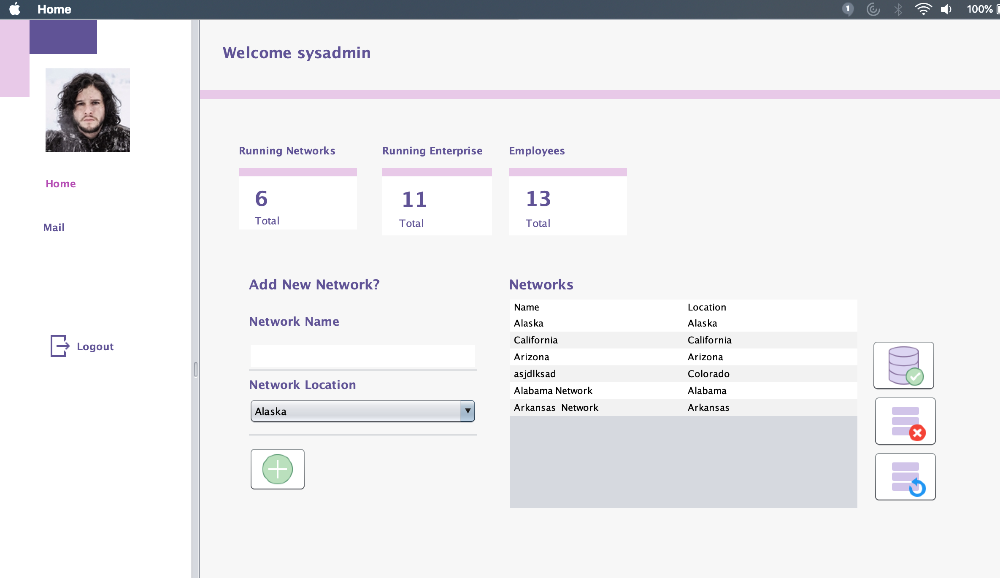 Home
1
100%
Welcome sysadmin
Home
Mail
Logout
Running Networks
6
Total
Running Enterprise
11
Total
Employees
13
Total
Add New Network?
Network Name
Network Location
Alaska
Networks
Name Location
Alaska Alaska
California California
Arizona Arizona
asjdlksad Colorado
Alabama Network Alabama
Arkansas  Network Arkansas